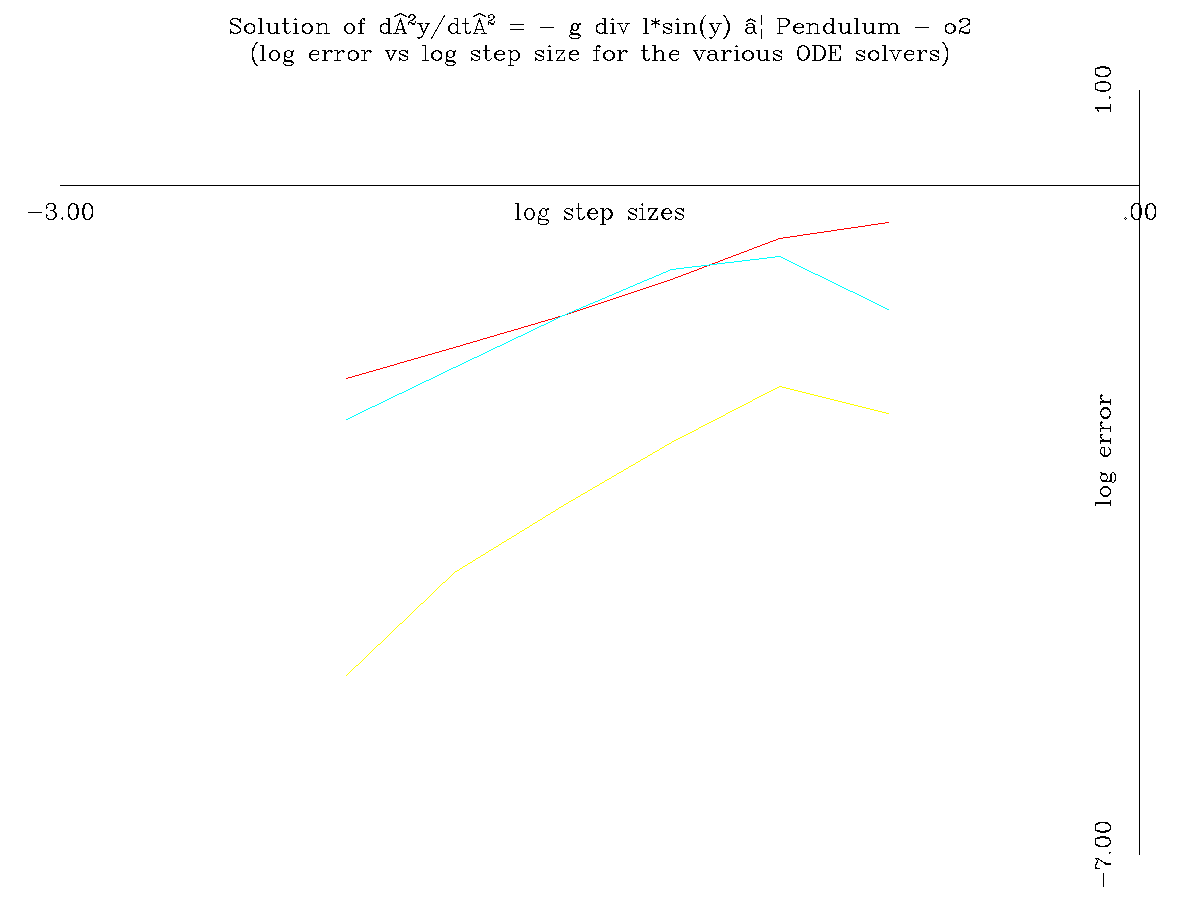 Solution of dÂ²y/dtÂ² = − g div l*sin(y) â¦ Pendulum − o2
(log error vs log step size for the various ODE solvers)
1.00
−3.00
log step sizes
.00
log error
−7.00